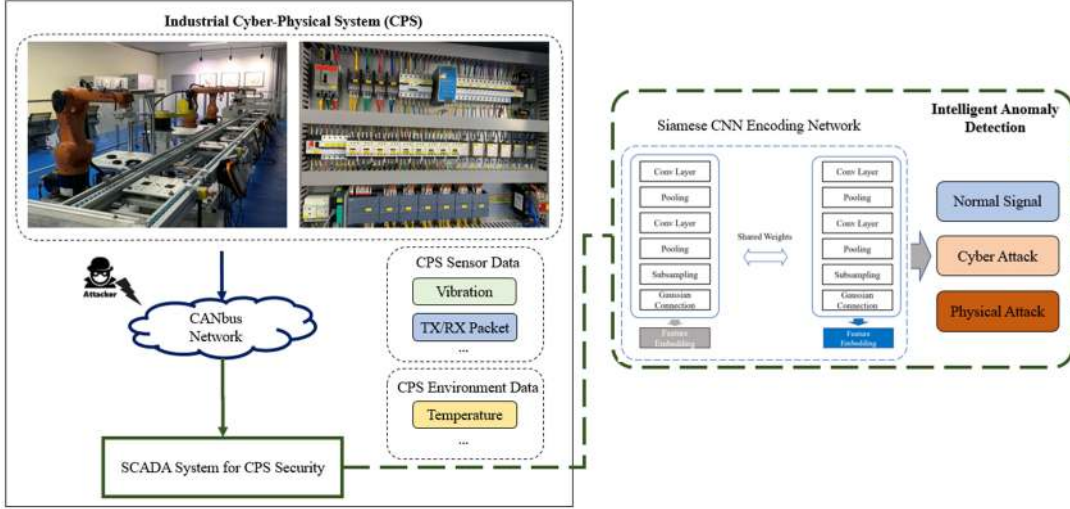 Industrial Cyber-Physical System (CPS)
Attacker
CANbus
Network
CPS Sensor Data
Vibration
TX/RX Packet
...
CPS Environment Data
Temperature
...
SCADA System for CPS Security
Siamese CNN Encoding Network
Conv Layer
Pooling
Conv Layer
Pooling
Subsampling
Gaussian
Connection
Feature
Embedding
Shared Weights
Conv Layer
Pooling
Conv Layer
Pooling
Subsampling
Gaussian
Connection
Feature
Embedding
Intelligent Anomaly
Detection
Normal Signal
Cyber Attack
Physical Attack